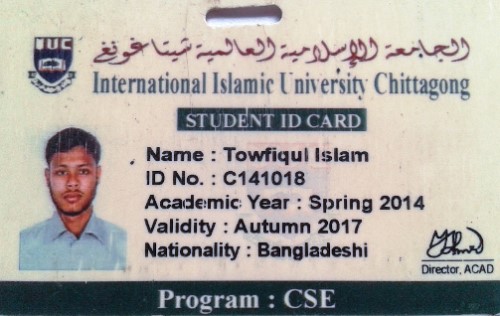 IIUC
الجامعة الإسلامية العالمية شيتاغونغ
International Islamic University Chittagong
STUDENT ID CARD
Name : Towfiqul Islam
ID No. : C141018
Academic Year : Spring 2014
Validity : Autumn 2017
Nationality : Bangladeshi
Director, ACAD
Program : CSE